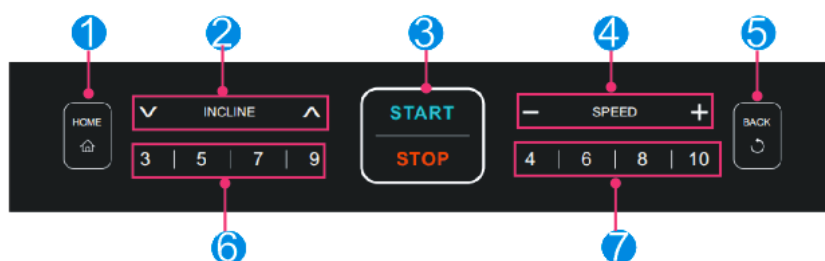 1 2 3 4 5
HOME INCLINE START − SPEED + BACK
3 | 5 | 7 | 9 STOP 4 | 6 | 8 | 10
6 7